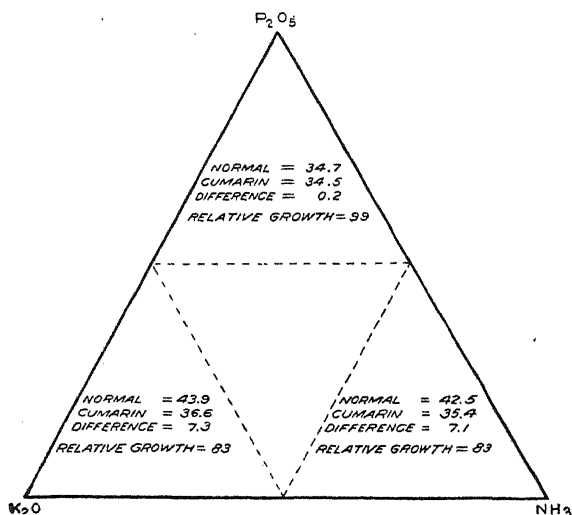 P₂O₅
NORMAL = 34.7
CUMARIN = 34.5
DIFFERENCE = 0.2
RELATIVE GROWTH = 99
NORMAL = 43.9
CUMARIN = 36.6
DIFFERENCE = 7.3
RELATIVE GROWTH = 83
NORMAL = 42.5
CUMARIN = 35.4
DIFFERENCE = 7.1
RELATIVE GROWTH = 83
K₂O
NH₃